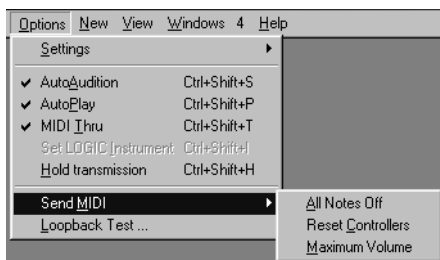 Options New View Windows 4 Help
Settings
AutoAudition Ctrl+Shift+S
AutoPlay Ctrl+Shift+P
MIDI Thru Ctrl+Shift+T
Set LOGIC Instrument Ctrl+Shift+I
Hold transmission Ctrl+Shift+H
Send MIDI
Loopback Test ...
All Notes Off
Reset Controllers
Maximum Volume